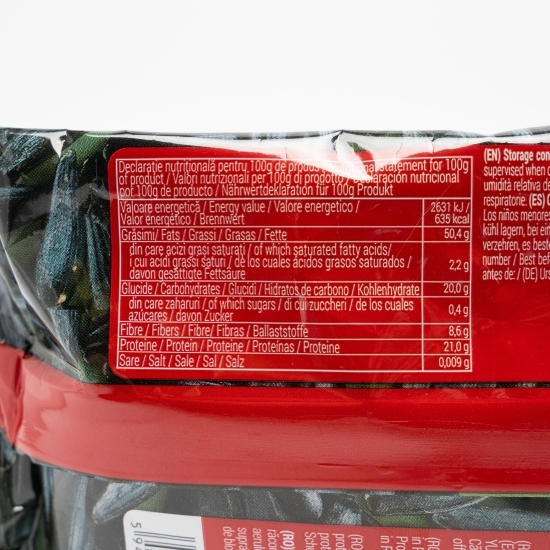 Declarație nutrițională pentru 100g de statement for 100g
of product / Valori nutrizionali per 100g di prodotto / Declaración nutricional
por 100g de producto / Nährwertdeklaration für 100g Produkt
Valoare energetică / Energy value / Valore energetico /
Valor energético / Brennwert
2631 kJ /
635 kcal
Grăsimi/ Fats / Grassi / Grasas / Fette
50,4 g
din care acizi grași saturați / of which saturated fatty acids/
i cui acidi grassi saturi / de los cuales ácidos grasos saturados /
davon gesättigte Fettsäure
2,2 g
Glucide / Carbohydrates / Glucidi / Hidratos de carbono / Kohlenhydrate
20,0 g
din care zaharuri / of which sugars / di cui zuccheri / de los cuales
azúcares / davon Zucker
0,4 g
Fibre / Fibers / Fibre/ Fibras / Ballaststoffe
8,6 g
Proteine / Protein / Proteine / Proteínas / Proteine
21,0 g
Sare / Salt / Sale / Sal / Salz
0,009 g
(EN) Storage con
supervised when
umidità relativa de
respiratorie. (ES)
Los niños menores
kühl lagern, bei ein
verzehren, es beste
number / Best bef
antes de: / (DE) Urs
5194
(RO)